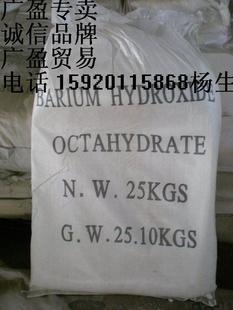 广盈专卖
诚信品牌
广盈贸易
电话 15920115868杨生
BARIUM HYDROXIDE
OCTAHYDRATE
N.W.25KGS
G.W.25.10KGS